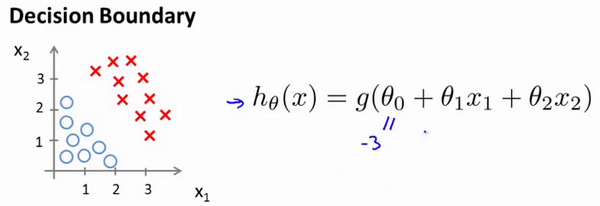 Decision Boundary
x₂
3
2
1
1 2 3
x₁
→ hθ(x) = g(θ₀ + θ₁x₁ + θ₂x₂)
||
-3